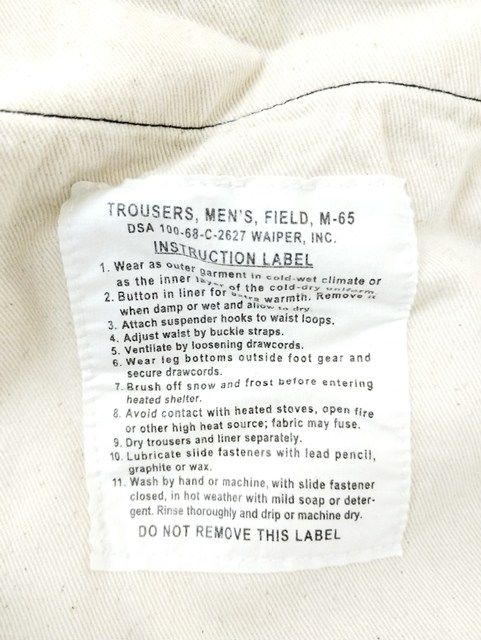 TROUSERS, MEN'S, FIELD, M-65
DSA 100-68-C-2627 WAIPER, INC.
INSTRUCTION LABEL
1. Wear as outer garment in cold-wet climate or
as the inner layer of the cold-dry uniform.
2. Button in liner for extra warmth. Remove it
when damp or wet and allow to dry.
3. Attach suspender hooks to waist loops.
4. Adjust waist by buckle straps.
5. Ventilate by loosening drawcords.
6. Wear leg bottoms outside foot gear and
secure drawcords.
7. Brush off snow and frost before entering
heated shelter.
8. Avoid contact with heated stoves, open fire
or other high heat source; fabric may fuse.
9. Dry trousers and liner separately.
10. Lubricate slide fasteners with lead pencil,
graphite or wax.
11. Wash by hand or machine, with slide fastener
closed, in hot weather with mild soap or deter-
gent. Rinse thoroughly and drip or machine dry.
DO NOT REMOVE THIS LABEL